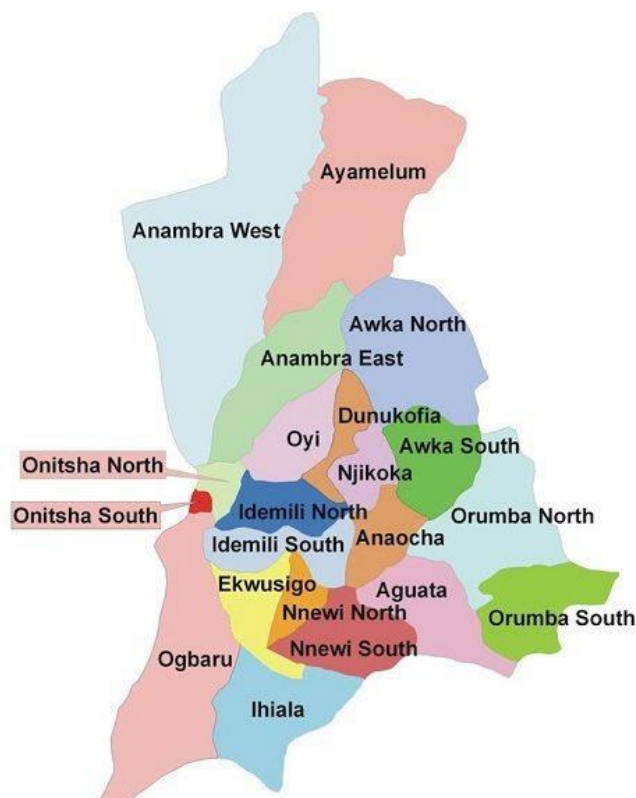 Ayamelum
Anambra West
Awka North
Anambra East
Dunukofia
Oyi
Awka South
Onitsha North
Njikoka
Onitsha South
Idemili North
Orumba North
Anaocha
Idemili South
Ekwusigo
Aguata
Nnewi North
Orumba South
Nnewi South
Ogbaru
Ihiala